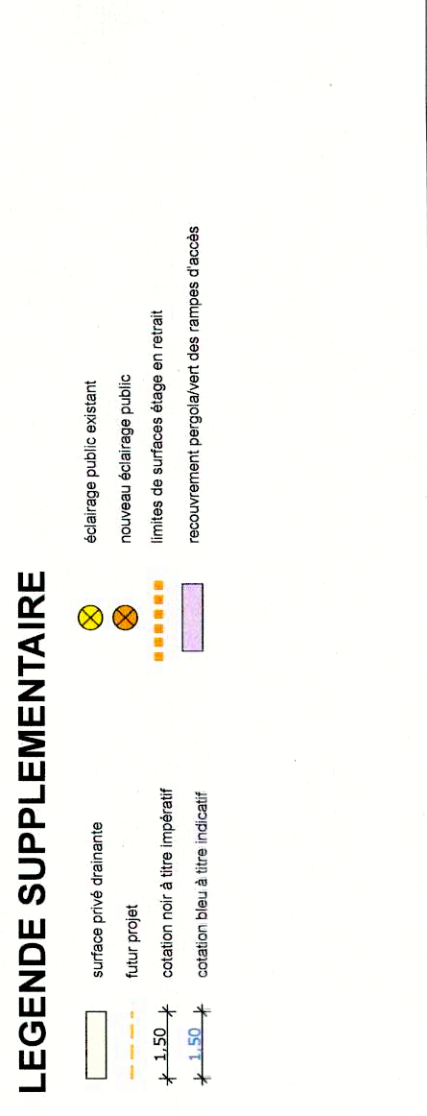 LEGENDE SUPPLEMENTAIRE
surface privé drainante
futur projet
1,50 cotation noir à titre impératif
1,50 cotation bleu à titre indicatif
éclairage public existant
nouveau éclairage public
limites de surfaces étage en retrait
recouvrement pergola/vert des rampes d'accès